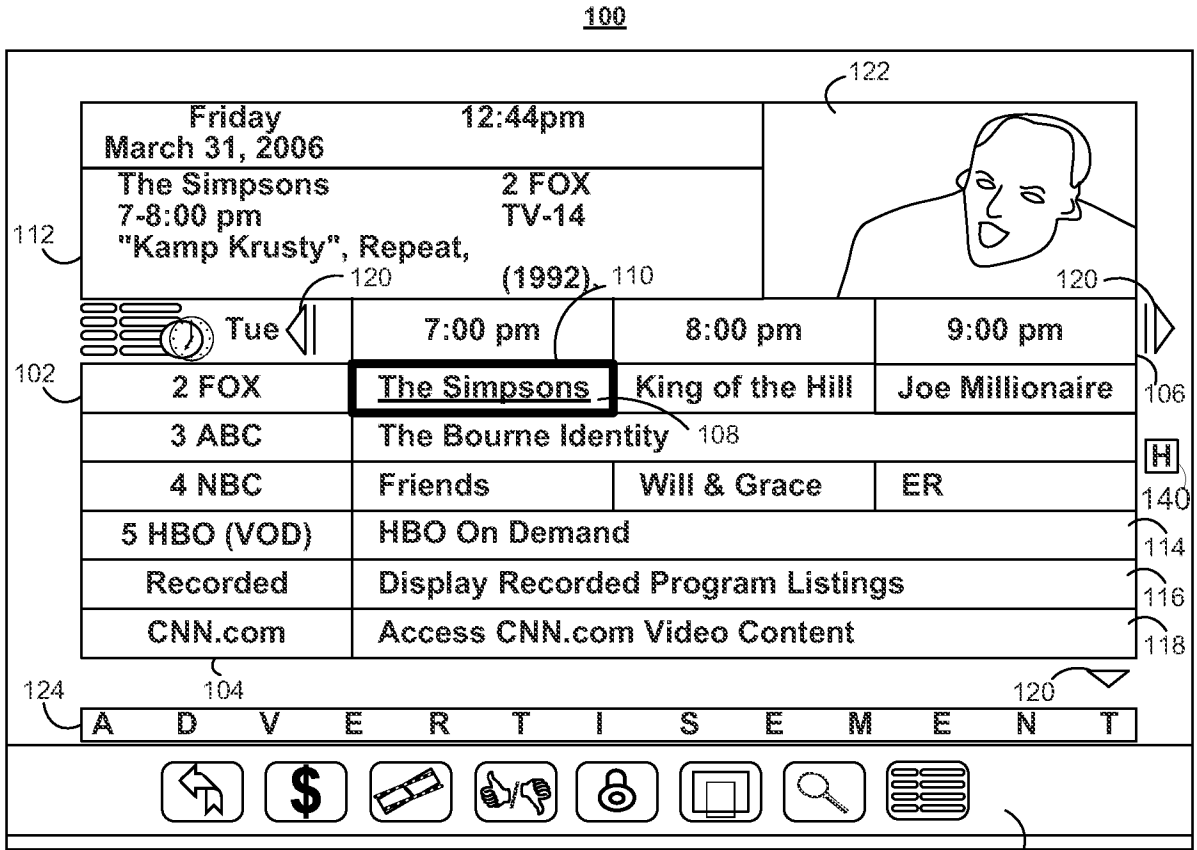 100
122
Friday 12:44pm
March 31, 2006
The Simpsons 2 FOX
7-8:00 pm TV-14
"Kamp Krusty", Repeat,
(1992).
112
120
110
120
Tue 7:00 pm 8:00 pm 9:00 pm
102
2 FOX The Simpsons King of the Hill Joe Millionaire
106
3 ABC The Bourne Identity
108
H
4 NBC Friends Will & Grace ER
140
5 HBO (VOD) HBO On Demand
114
Recorded Display Recorded Program Listings
116
CNN.com Access CNN.com Video Content
118
124
104
120
A D V E R T I S E M E N T
$
/